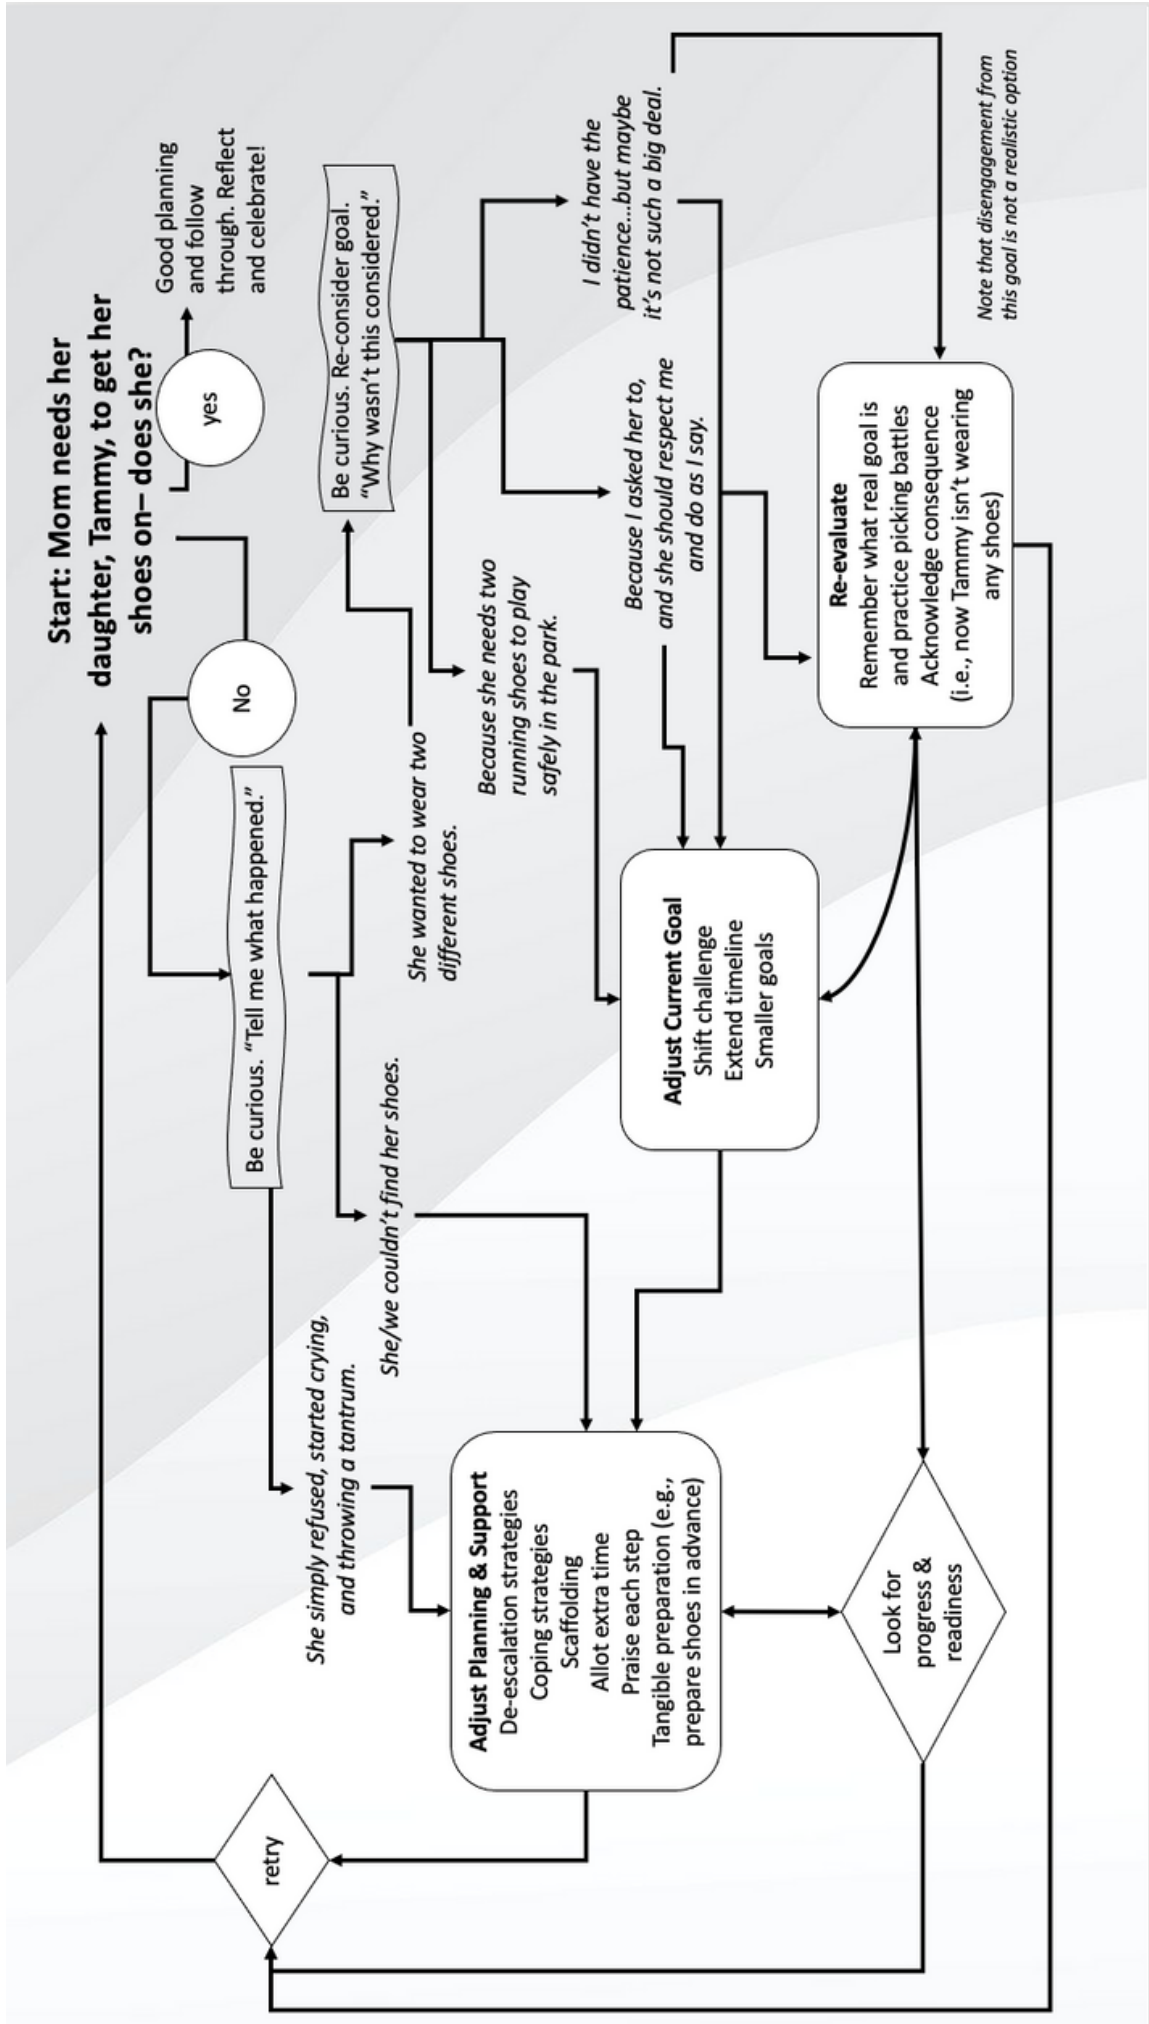 Start: Mom needs her
daughter, Tammy, to get her
shoes on– does she?
yes
Good planning
and follow
through. Reflect
and celebrate!
No
Be curious. “Tell me what happened.”
She simply refused, started crying,
and throwing a tantrum.
She/we couldn’t find her shoes.
She wanted to wear two
different shoes.
Be curious. Re-consider goal.
“Why wasn’t this considered.”
Because she needs two
running shoes to play
safely in the park.
Because I asked her to,
and she should respect me
and do as I say.
I didn’t have the
patience...but maybe
it’s not such a big deal.
retry
Adjust Planning & Support
De-escalation strategies
Coping strategies
Scaffolding
Allot extra time
Praise each step
Tangible preparation (e.g.,
prepare shoes in advance)
Adjust Current Goal
Shift challenge
Extend timeline
Smaller goals
Re-evaluate
Remember what real goal is
and practice picking battles
Acknowledge consequence
(i.e., now Tammy isn’t wearing
any shoes)
Look for
progress &
readiness
Note that disengagement from
this goal is not a realistic option